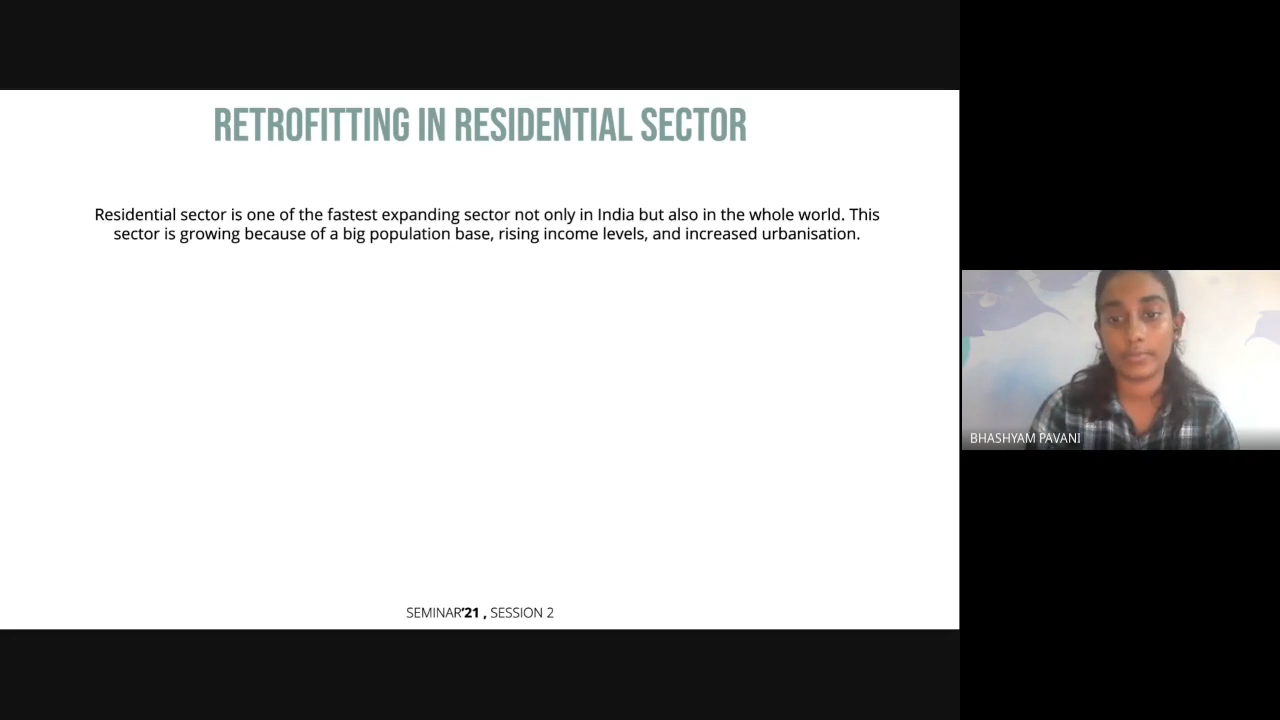 RETROFITTING IN RESIDENTIAL SECTOR
Residential sector is one of the fastest expanding sector not only in India but also in the whole world. This
sector is growing because of a big population base, rising income levels, and increased urbanisation.
BHASHYAM PAVANI
SEMINAR'21 , SESSION 2